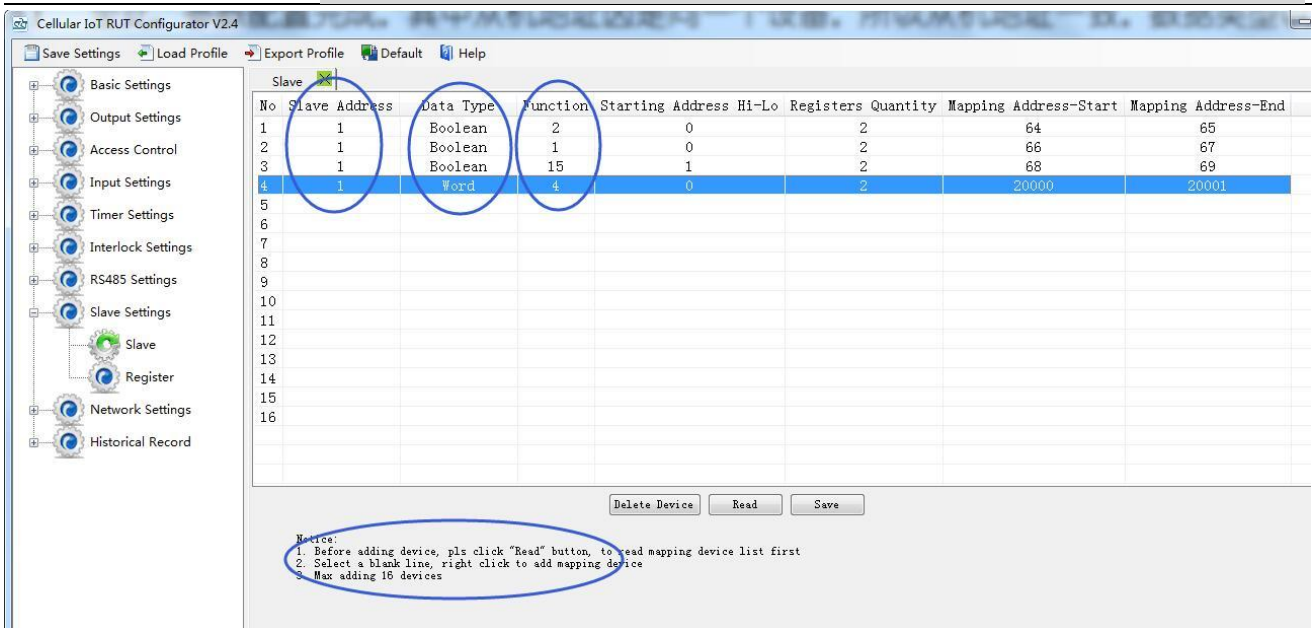 Cellular IoT RUT Configurator V2.4
Save Settings Load Profile Export Profile Default Help
Basic Settings
Output Settings
Access Control
Input Settings
Timer Settings
Interlock Settings
RS485 Settings
Slave Settings
Slave
Register
Network Settings
Historical Record
Slave
No Slave Address Data Type Function Starting Address Hi-Lo Registers Quantity Mapping Address-Start Mapping Address-End
1 1 Boolean 2 0 2 64 65
2 1 Boolean 1 0 2 66 67
3 1 Boolean 15 1 2 68 69
4 1 Word 4 0 2 20000 20001
5
6
7
8
9
10
11
12
13
14
15
16
Delete Device Read Save
Notice:
1. Before adding device, pls click "Read" button, to read mapping device list first
2. Select a blank line, right click to add mapping device
3. Max adding 16 devices